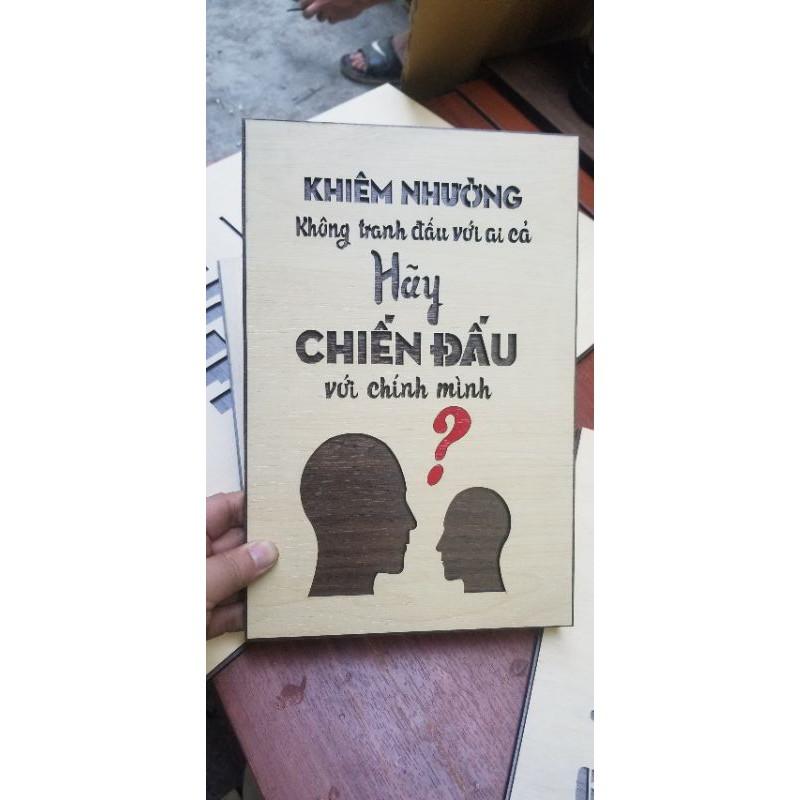 KHIÊM NHƯỜNG
Không tranh đấu với ai cả
Hãy
CHIẾN ĐẤU
với chính mình
?